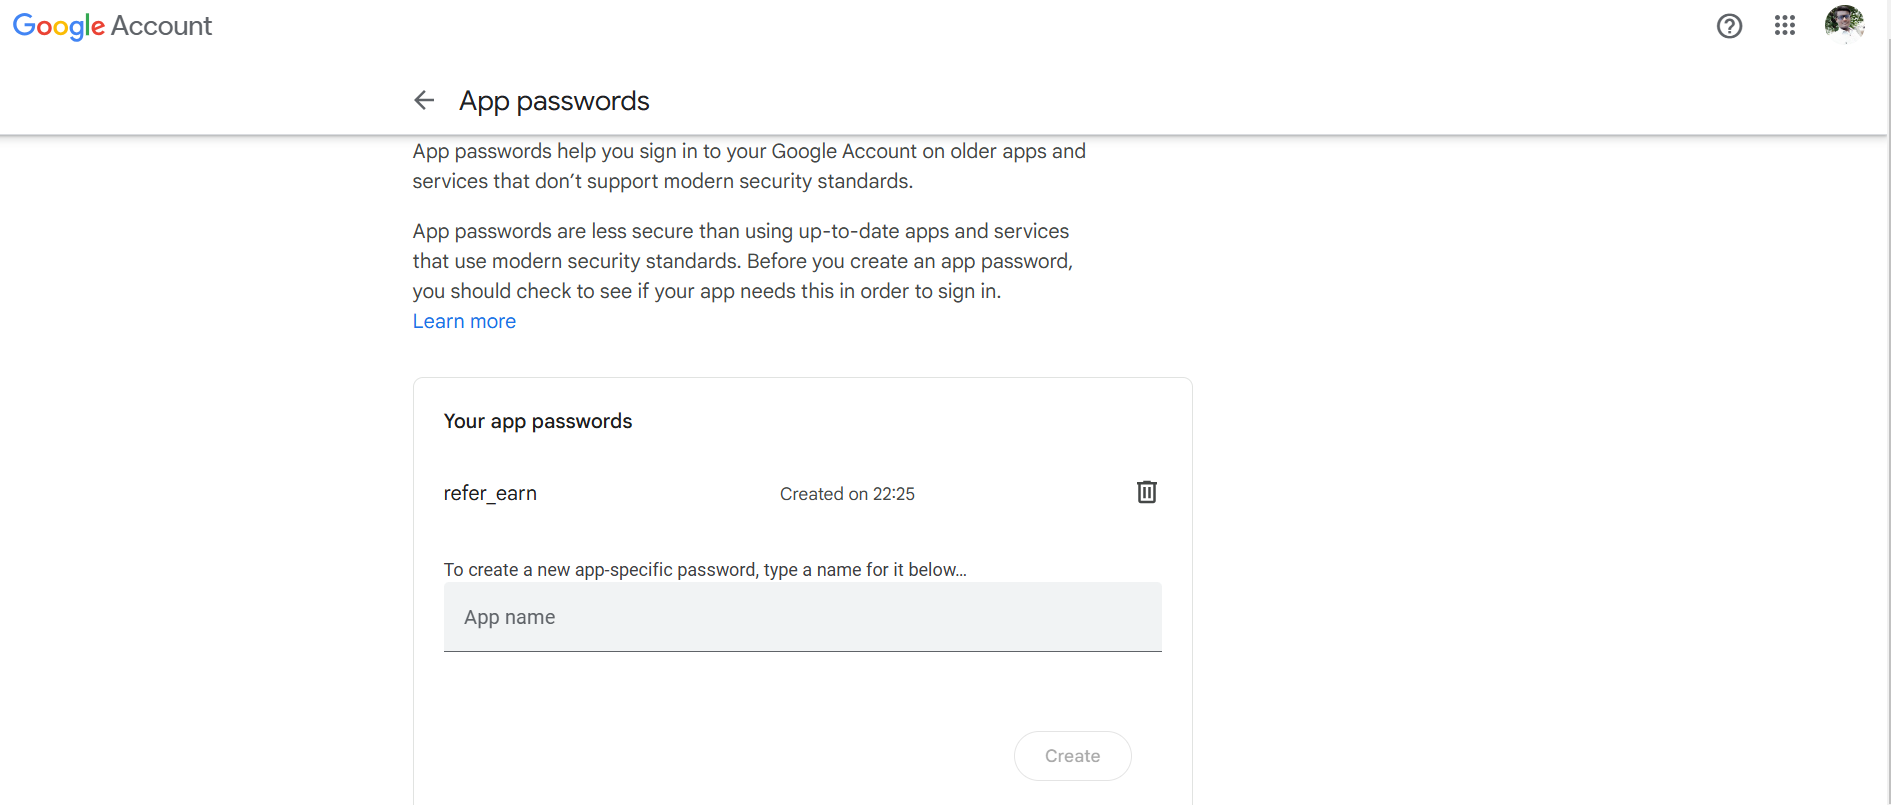 Google Account
App passwords
App passwords help you sign in to your Google Account on older apps and
services that don’t support modern security standards.
App passwords are less secure than using up-to-date apps and services
that use modern security standards. Before you create an app password,
you should check to see if your app needs this in order to sign in.
Learn more
Your app passwords
refer_earn Created on 22:25
To create a new app-specific password, type a name for it below…
App name
Create